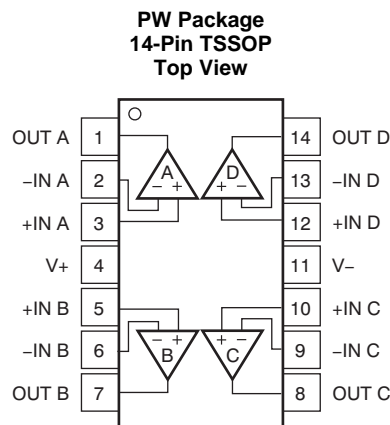 PW Package
14-Pin TSSOP
Top View
OUT A 1 14 OUT D
−IN A 2 A − + D + − 13 −IN D
+IN A 3 12 +IN D
V+ 4 11 V−
+IN B 5 10 +IN C
−IN B 6 − + B + − C 9 −IN C
OUT B 7 8 OUT C